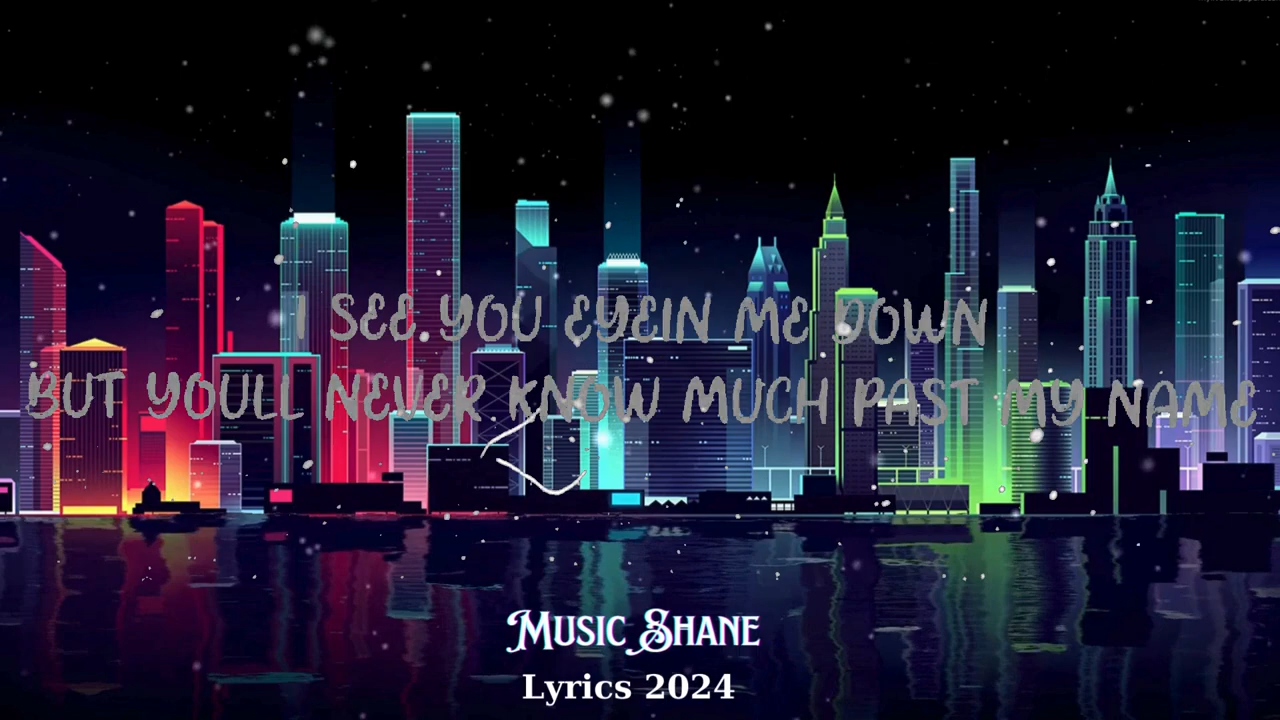 I SEE YOU EYEIN ME DOWN
BUT YOULL NEVER KNOW MUCH PAST MY NAME
Music Shane
Lyrics 2024